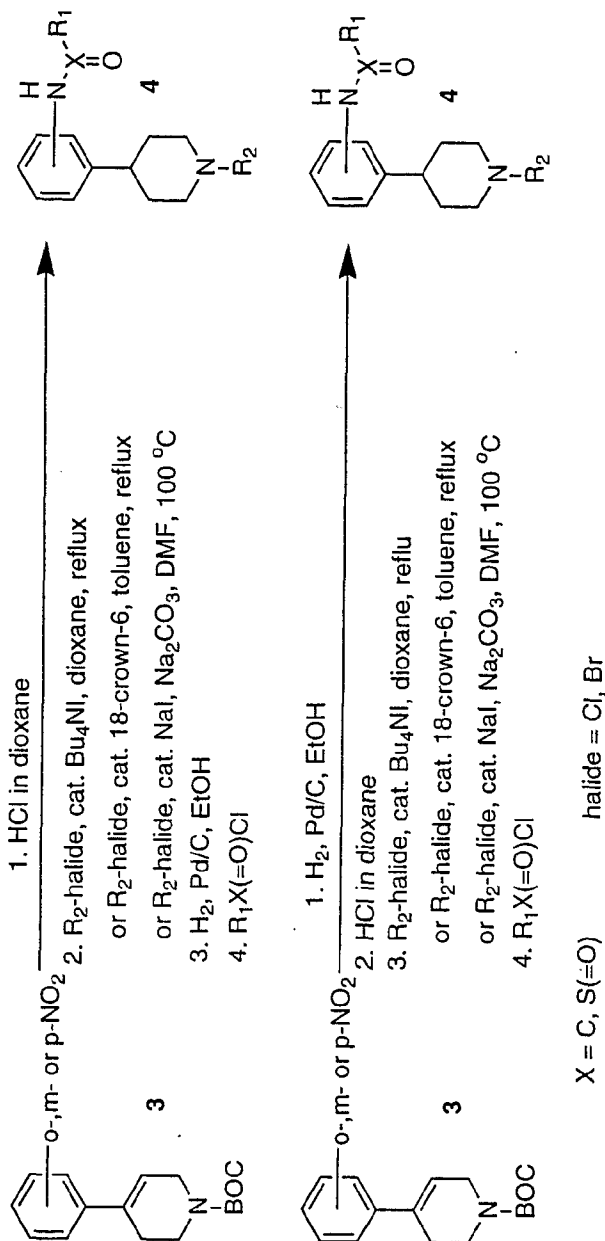 1. HCl in dioxane
2. R₂-halide, cat. Bu₄NI, dioxane, reflux
or R₂-halide, cat. 18-crown-6, toluene, reflux
or R₂-halide, cat. NaI, Na₂CO₃, DMF, 100 °C
3. H₂, Pd/C, EtOH
4. R₁X(=O)Cl
o-,m- or p-NO₂
N
BOC
3
H
N
X
R₁
O
N
R₂
4
1. H₂, Pd/C, EtOH
2. HCl in dioxane
3. R₂-halide, cat. Bu₄NI, dioxane, reflu
or R₂-halide, cat. 18-crown-6, toluene, reflux
or R₂-halide, cat. NaI, Na₂CO₃, DMF, 100 °C
4. R₁X(=O)Cl
o-,m- or p-NO₂
N
BOC
3
H
N
X
R₁
O
N
R₂
4
X = C, S(=O) halide = Cl, Br